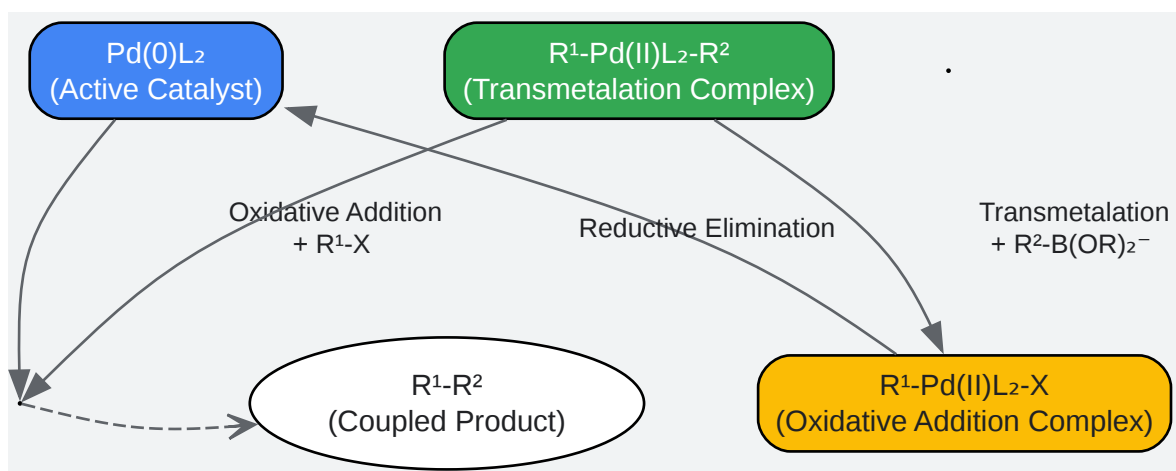 Pd(0)L₂
(Active Catalyst)
R¹-Pd(II)L₂-R²
(Transmetalation Complex)
Oxidative Addition
+ R¹-X
Reductive Elimination
Transmetalation
+ R²-B(OR)₂⁻
R¹-R²
(Coupled Product)
R¹-Pd(II)L₂-X
(Oxidative Addition Complex)